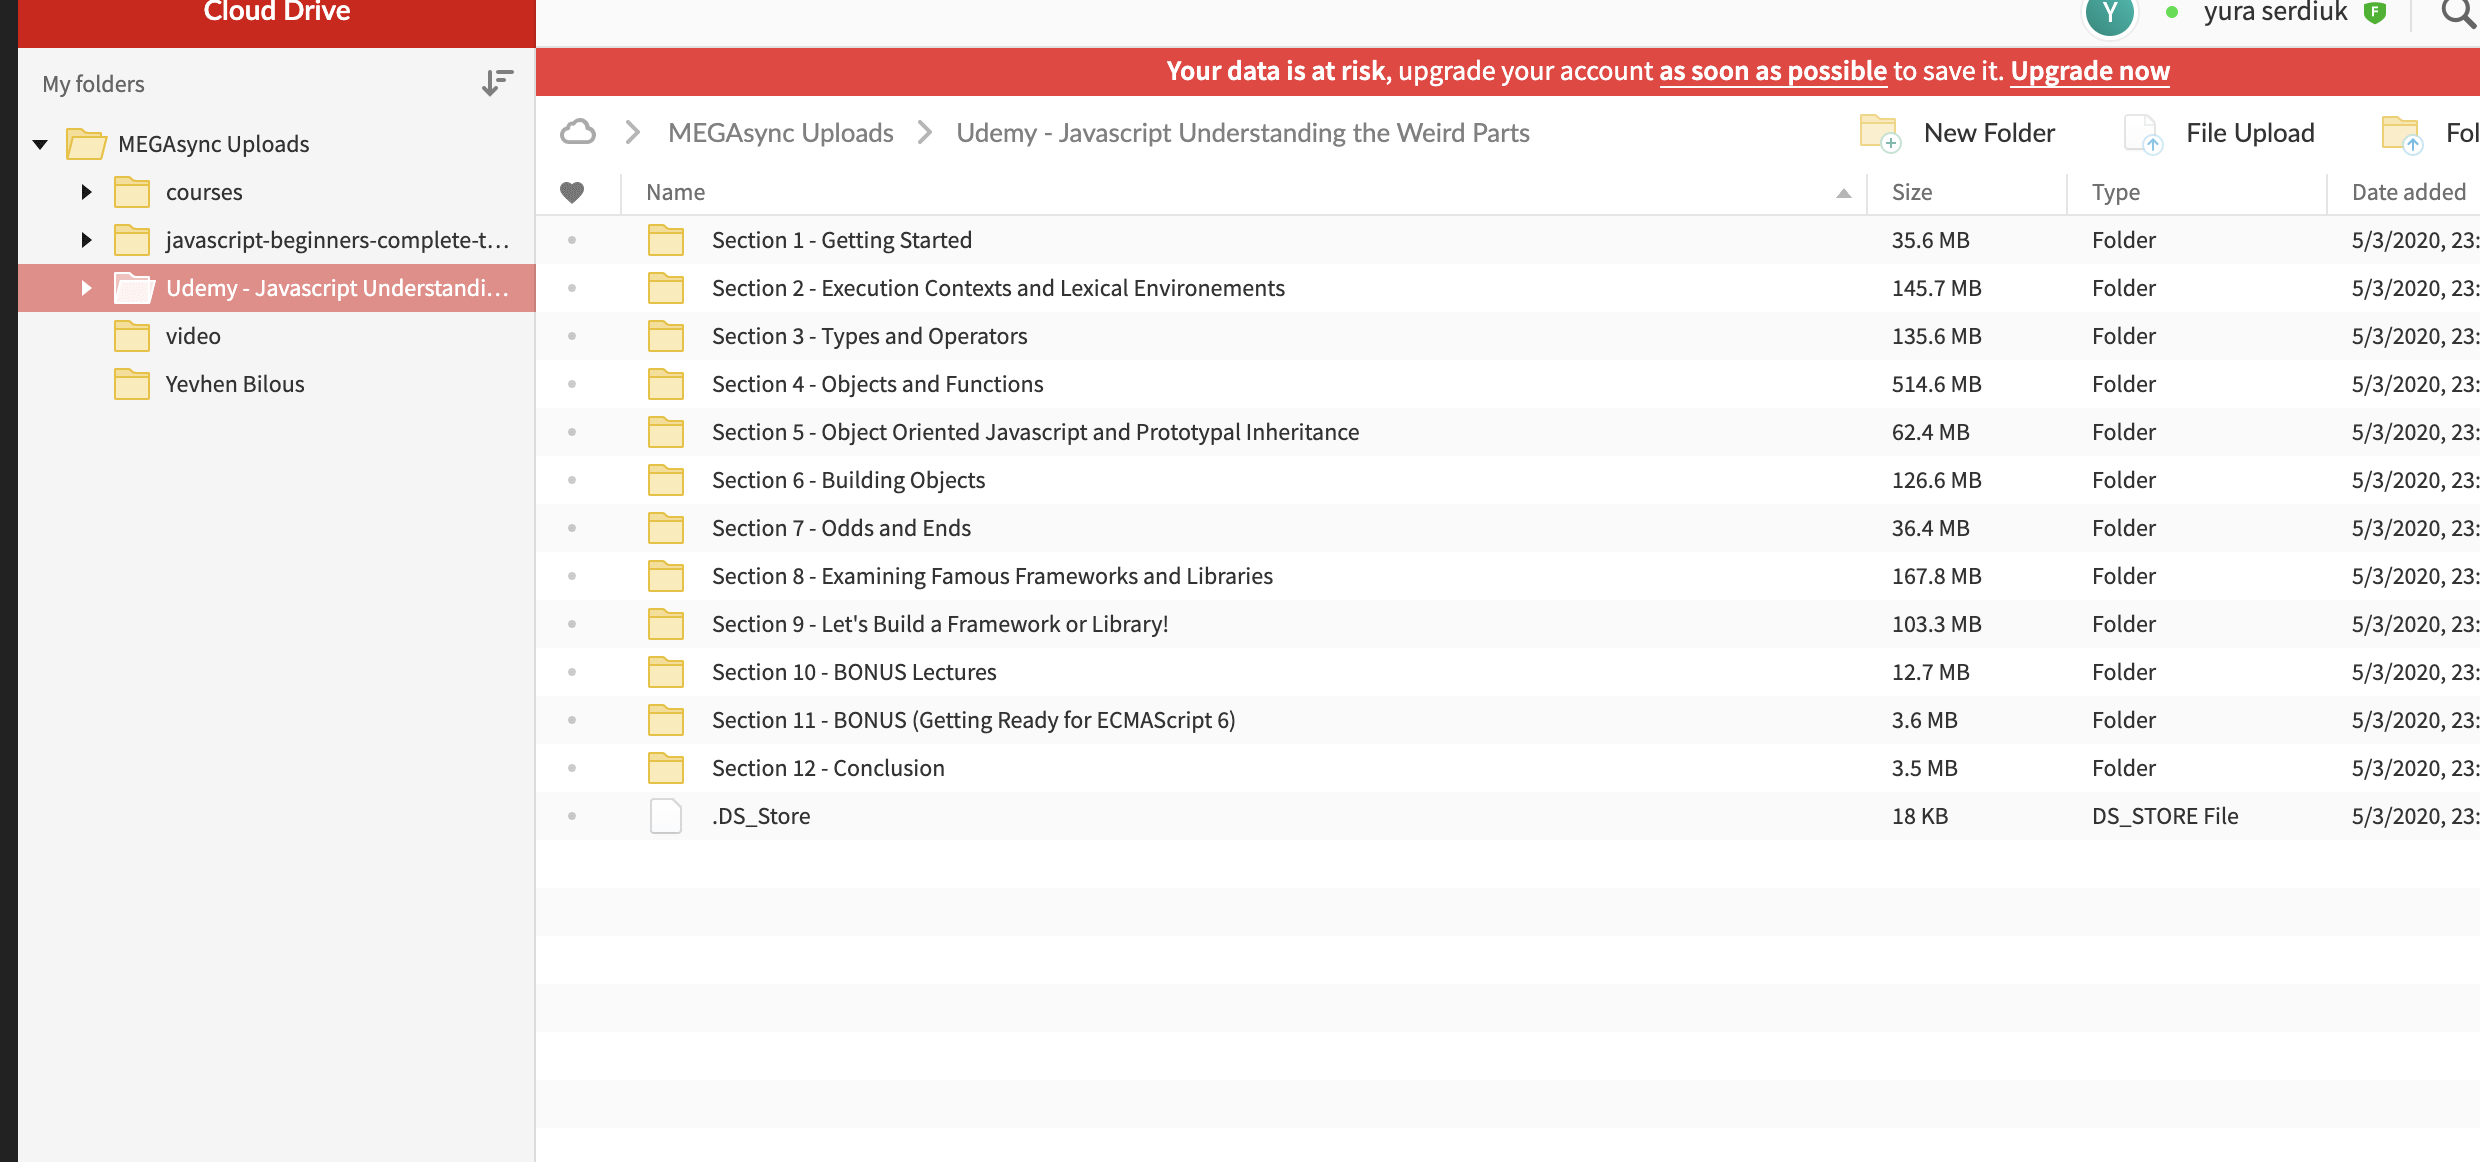 Cloud Drive
Y
yura serdiuk
F
My folders
Your data is at risk, upgrade your account as soon as possible to save it. Upgrade now
MEGAsync Uploads
courses
javascript-beginners-complete-t...
Udemy - Javascript Understandi...
video
Yevhen Bilous
MEGAsync Uploads
Udemy - Javascript Understanding the Weird Parts
New Folder
File Upload
Fol
Name Size Type Date added
Section 1 - Getting Started 35.6 MB Folder 5/3/2020, 23:
Section 2 - Execution Contexts and Lexical Environements 145.7 MB Folder 5/3/2020, 23:
Section 3 - Types and Operators 135.6 MB Folder 5/3/2020, 23:
Section 4 - Objects and Functions 514.6 MB Folder 5/3/2020, 23:
Section 5 - Object Oriented Javascript and Prototypal Inheritance 62.4 MB Folder 5/3/2020, 23:
Section 6 - Building Objects 126.6 MB Folder 5/3/2020, 23:
Section 7 - Odds and Ends 36.4 MB Folder 5/3/2020, 23:
Section 8 - Examining Famous Frameworks and Libraries 167.8 MB Folder 5/3/2020, 23:
Section 9 - Let's Build a Framework or Library! 103.3 MB Folder 5/3/2020, 23:
Section 10 - BONUS Lectures 12.7 MB Folder 5/3/2020, 23:
Section 11 - BONUS (Getting Ready for ECMAScript 6) 3.6 MB Folder 5/3/2020, 23:
Section 12 - Conclusion 3.5 MB Folder 5/3/2020, 23:
.DS_Store 18 KB DS_STORE File 5/3/2020, 23: